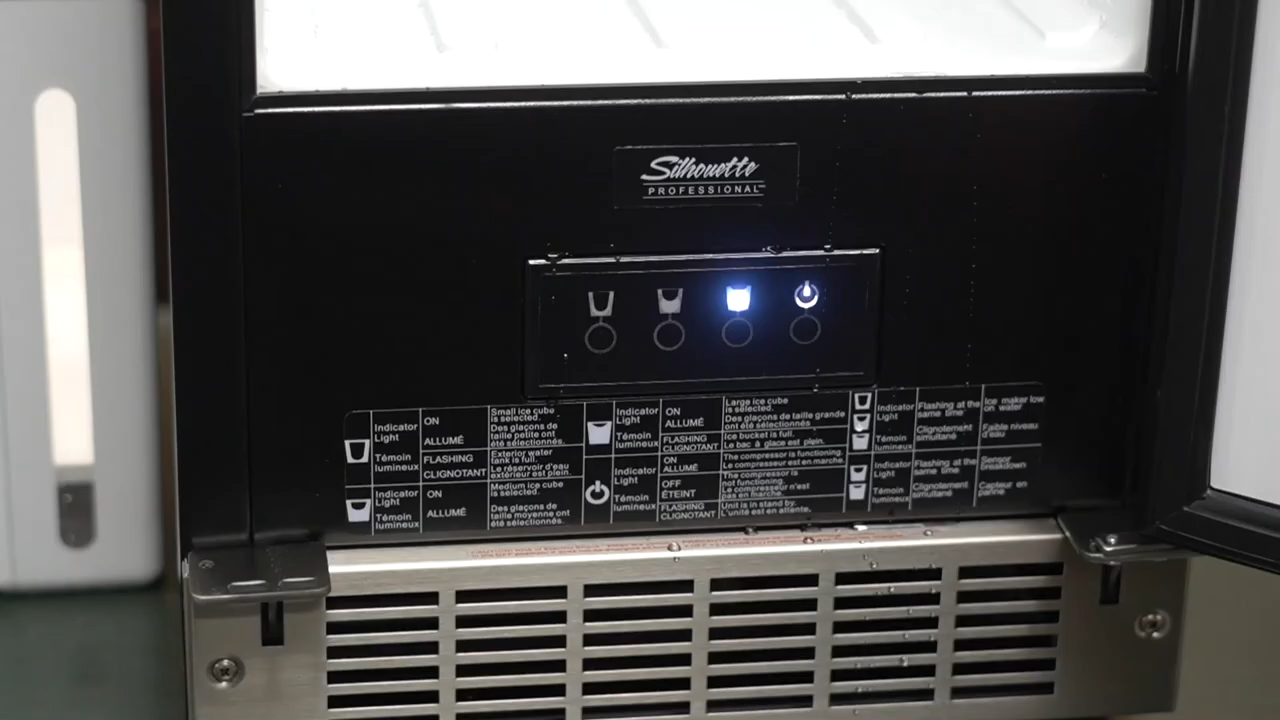 Silhouette
PROFESSIONAL
Indicator Light
Témoin lumineux
ON
ALLUMÉ
Small ice cube is selected.
Des glaçons de taille petite ont été sélectionnés.
FLASHING
CLIGNOTANT
Exterior water tank is full.
Le réservoir d'eau extérieur est plein.
Indicator Light
Témoin lumineux
ON
ALLUMÉ
Medium ice cube is selected.
Des glaçons de taille moyenne ont été sélectionnés.
Indicator Light
Témoin lumineux
ON
ALLUMÉ
Large ice cube is selected.
Des glaçons de taille grande ont été sélectionnés
FLASHING
CLIGNOTANT
Ice bucket is full.
Le bac à glace est plein.
Indicator Light
Témoin lumineux
ON
ALLUMÉ
The compressor is functioning.
Le compresseur est en marche.
OFF
ÉTEINT
The compressor is not functioning.
Le compresseur n'est pas en marche.
FLASHING
CLIGNOTANT
Unit is in stand by.
L'unité est en attente.
Indicator Light
Témoin lumineux
Flashing at the same time
Clignotement simultané
Ice maker low on water
Faible niveau d'eau
Indicator Light
Témoin lumineux
Flashing at the same time
Clignotement simultané
Sensor breakdown
Capteur en panne